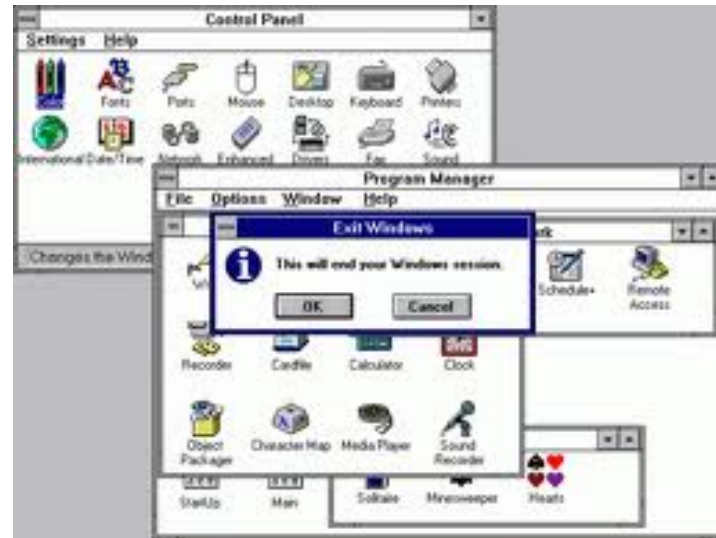 Control Panel
Settings Help
Color Fonts Ports Mouse Desktop Keyboard Printers
International Date/Time Network Enhanced Drivers Fax Sound
Changes the Wind
Program Manager
File Options Window Help
Exit Windows
This will end your Windows session.
OK Cancel
Schedule+ Remote Access
Recorder Cardfile Calculator Clock
Object Packager Character Map Media Player Sound Recorder
StartUp Main Solitaire Minesweeper Hearts